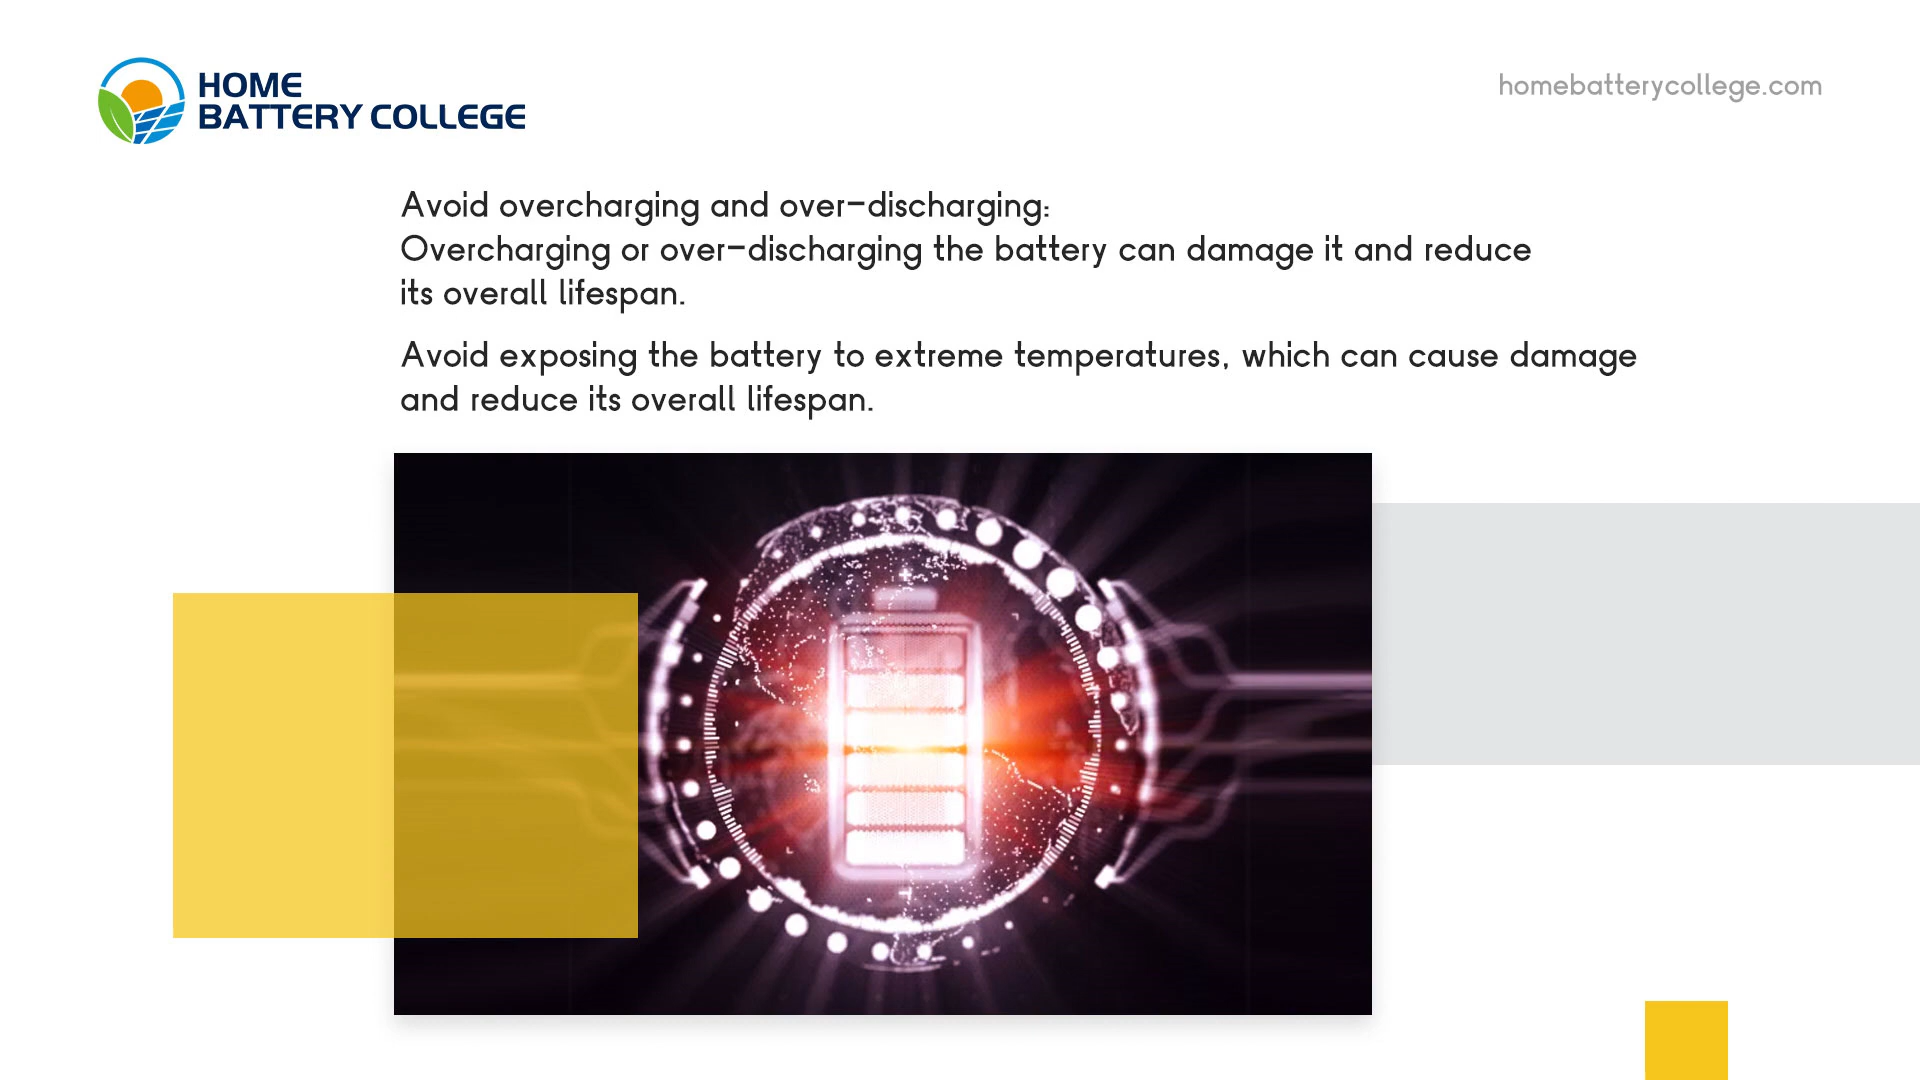 HOME
BATTERY COLLEGE
homebatterycollege.com
Avoid overcharging and over-discharging:
Overcharging or over-discharging the battery can damage it and reduce
its overall lifespan.
Avoid exposing the battery to extreme temperatures, which can cause damage
and reduce its overall lifespan.